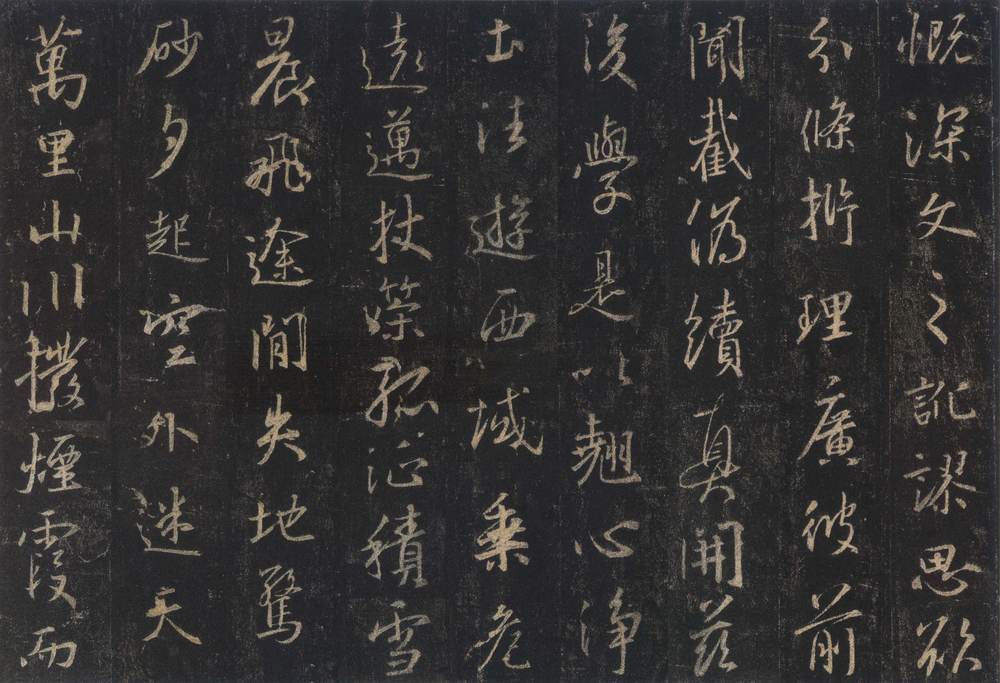 慨深文之訛謬思欲
分條析理廣彼前
聞截偽續真開茲
後學是以翹心淨
土法遊西域乗危
遠邁杖策孤征積雪
晨飛途閒失地驚
砂夕起空外迷天
萬里山川撥煙霞而